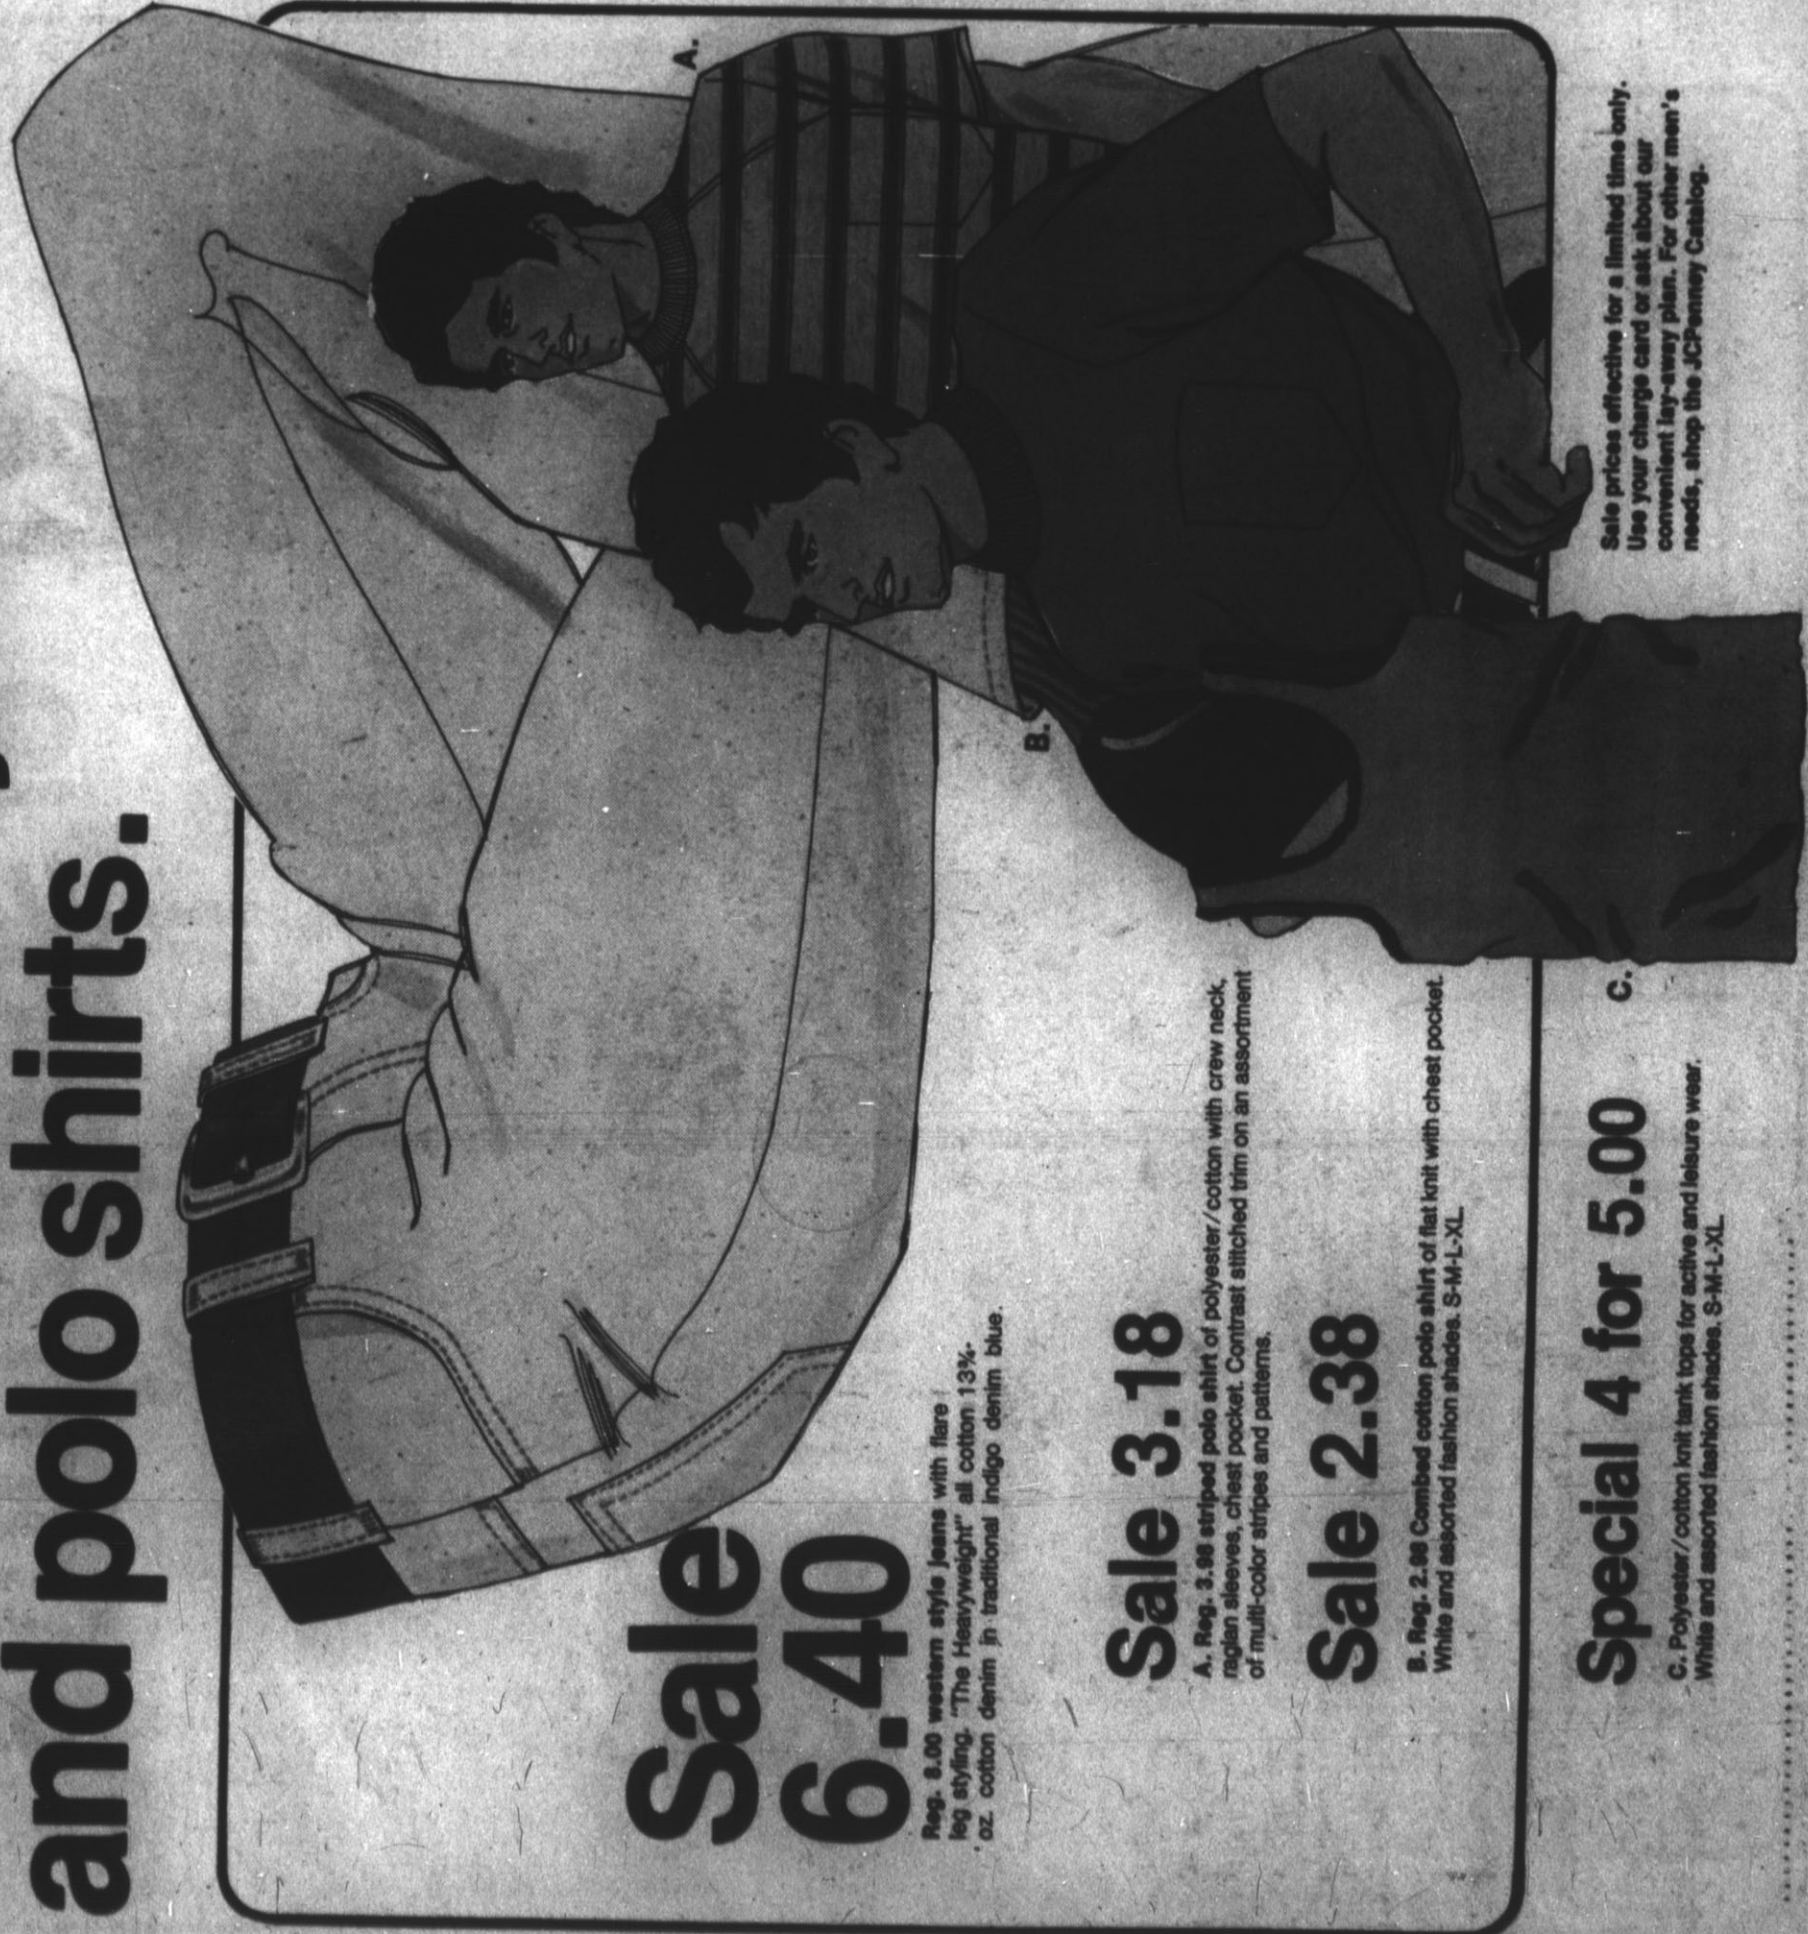 and polo shirts.
Sale
6.40
Reg. 8.00 western style jeans with flare
leg styling. "The Heavyweight" all cotton 13¾-
oz. cotton denim in traditional indigo denim blue.
A.
B.
Sale 3.18
A. Reg. 3.98 striped polo shirt of polyester/cotton with crew neck,
raglan sleeves, chest pocket. Contrast stitched trim on an assortment
of multi-color stripes and patterns.
Sale 2.38
B. Reg. 2.98 Combed cotton polo shirt of flat knit with chest pocket.
White and assorted fashion shades. S-M-L-XL.
Special 4 for 5.00
C. Polyester/cotton knit tank tops for active and leisure wear.
White and assorted fashion shades. S-M-L-XL.
C.
Sale prices effective for a limited time only.
Use your charge card or ask about our
convenient lay-away plan. For other men's
needs, shop the JCPenney Catalog.